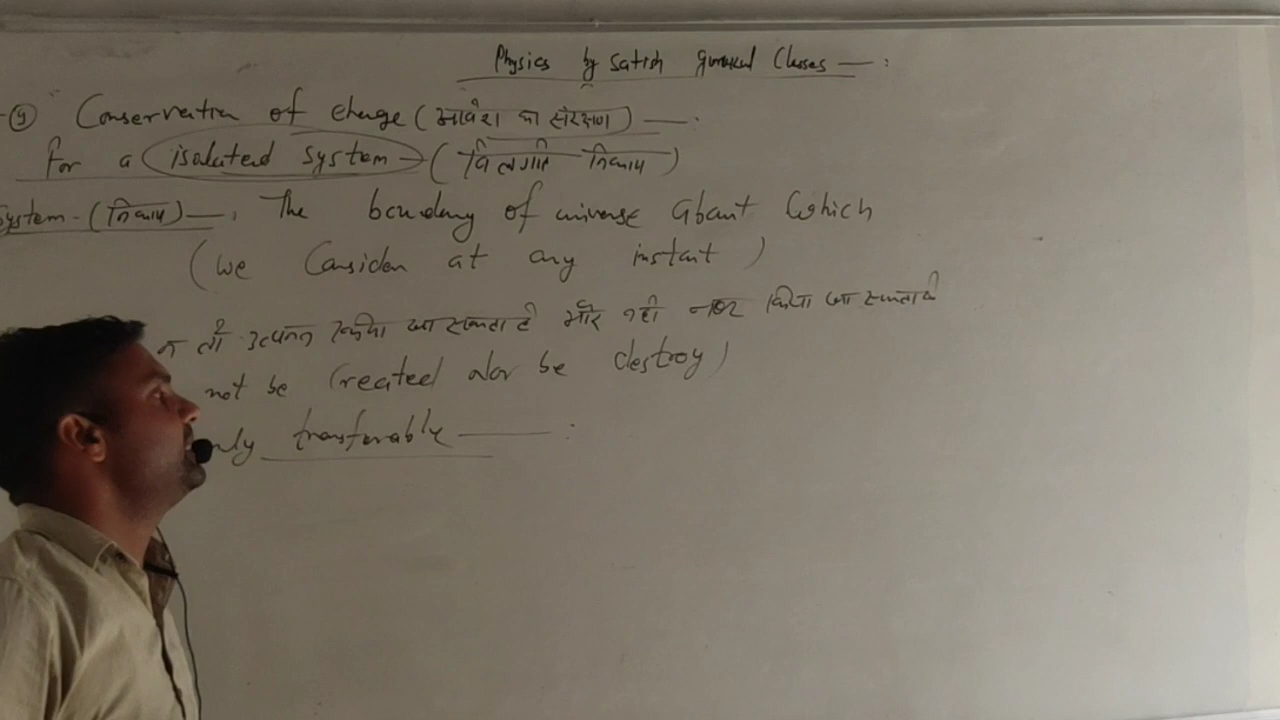 Physics by Satish gurukul Classes — :
-⑨ Conservation of charge (आवेश का संरक्षण) —.
for a isolated system - (विलगीत निकाय)
System - (निकाय) —. The boundary of universe about which
(we Consider at any instant)
न तो उत्पन्न किया जा सकता है और नही नष्ट किया जा सकता है
not be Created Nor be destroy)
nly transferable — :